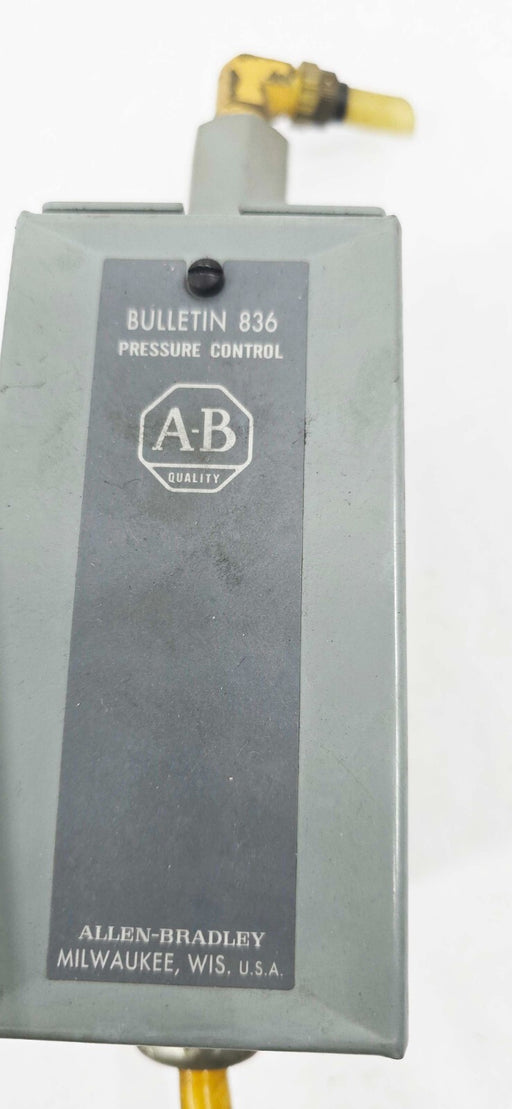 BULLETIN 836
PRESSURE CONTROL
A-B
QUALITY
ALLEN-BRADLEY
MILWAUKEE, WIS. U.S.A.